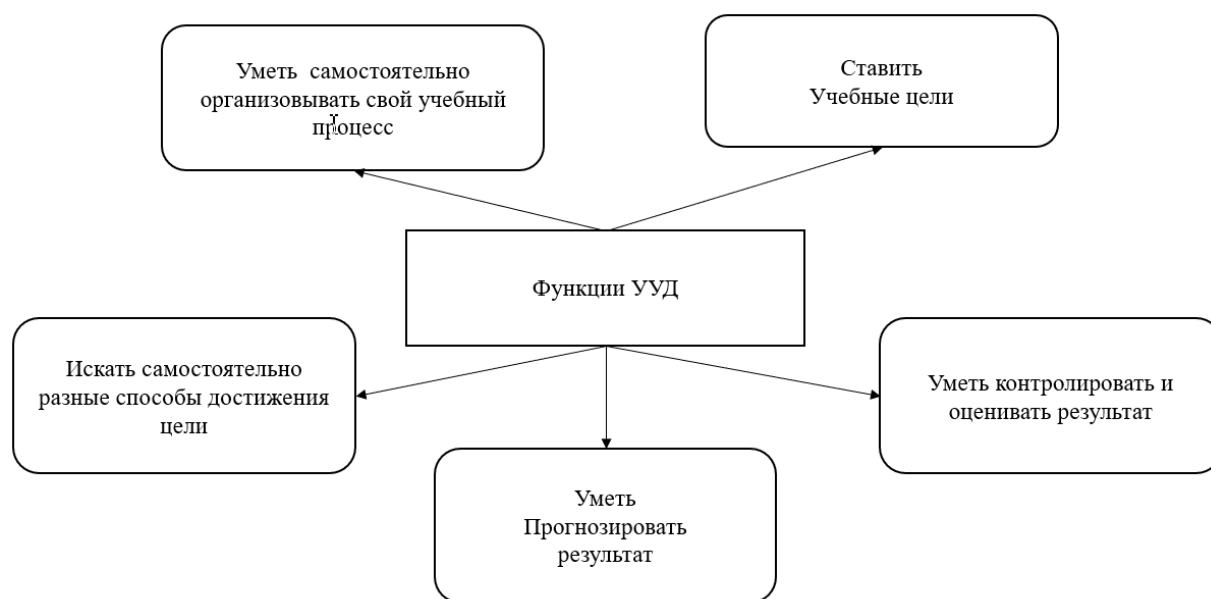 Уметь  самостоятельно
организовывать свой учебный
процесс
Ставить
Учебные цели
Функции УУД
Искать самостоятельно
разные способы достижения
цели
Уметь контролировать и
оценивать результат
Уметь
Прогнозировать
результат